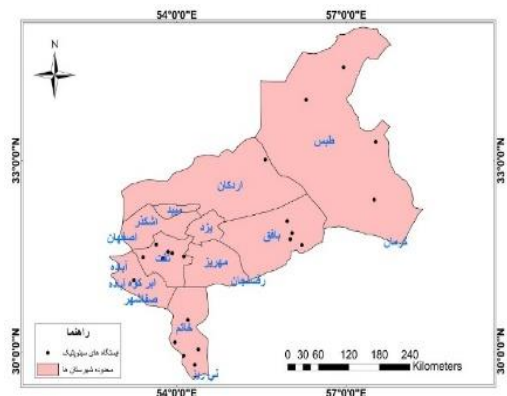 54°0'0"E 57°0'0"E
N
33°0'0"N 33°0'0"N
طبس
اردکان
میبد
اشکذر
یزد
اصفهان
بافق
کرمان
تفت
مهریز
آباده
رفسنجان
ابر کوه آباده
صفاشهر
خاتم
نی ریز
راهنما
ایستگاه های سینوپتیک
محدوده شهرستان ها
30°0'0"N 30°0'0"N
0 30 60 120 180 240
Kilometers
54°0'0"E 57°0'0"E